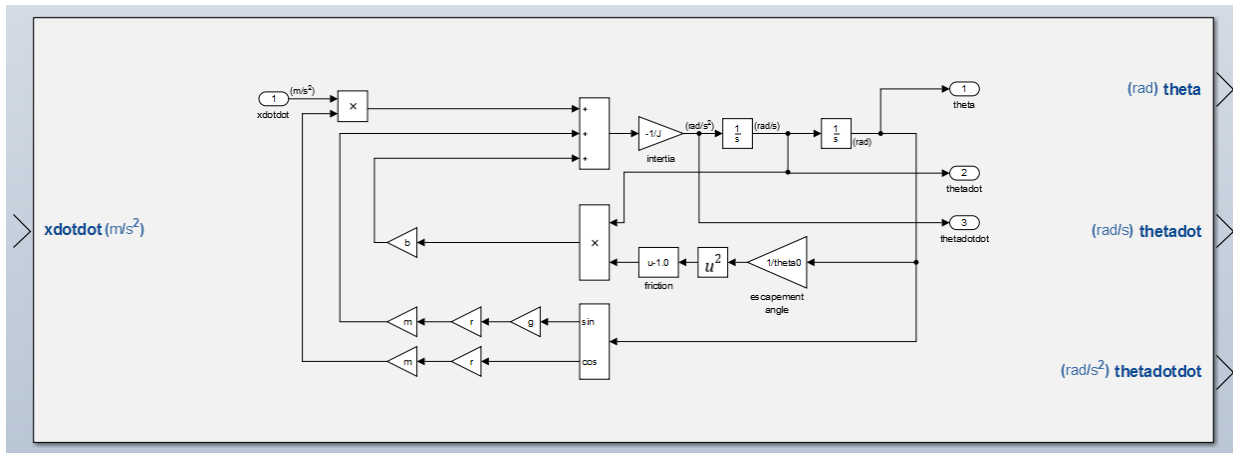 (rad) theta
1
(m/s²)
xdotdot
×
1
theta
+
+
+
-1/J
intertia
(rad/s²)
1
s
(rad/s)
1
s
(rad)
2
thetadot
xdotdot (m/s²)
(rad/s) thetadot
3
thetadotdot
b
×
u-1.0
friction
u²
1/theta0
escapement
angle
m
r
g
sin
m
r
cos
(rad/s²) thetadotdot